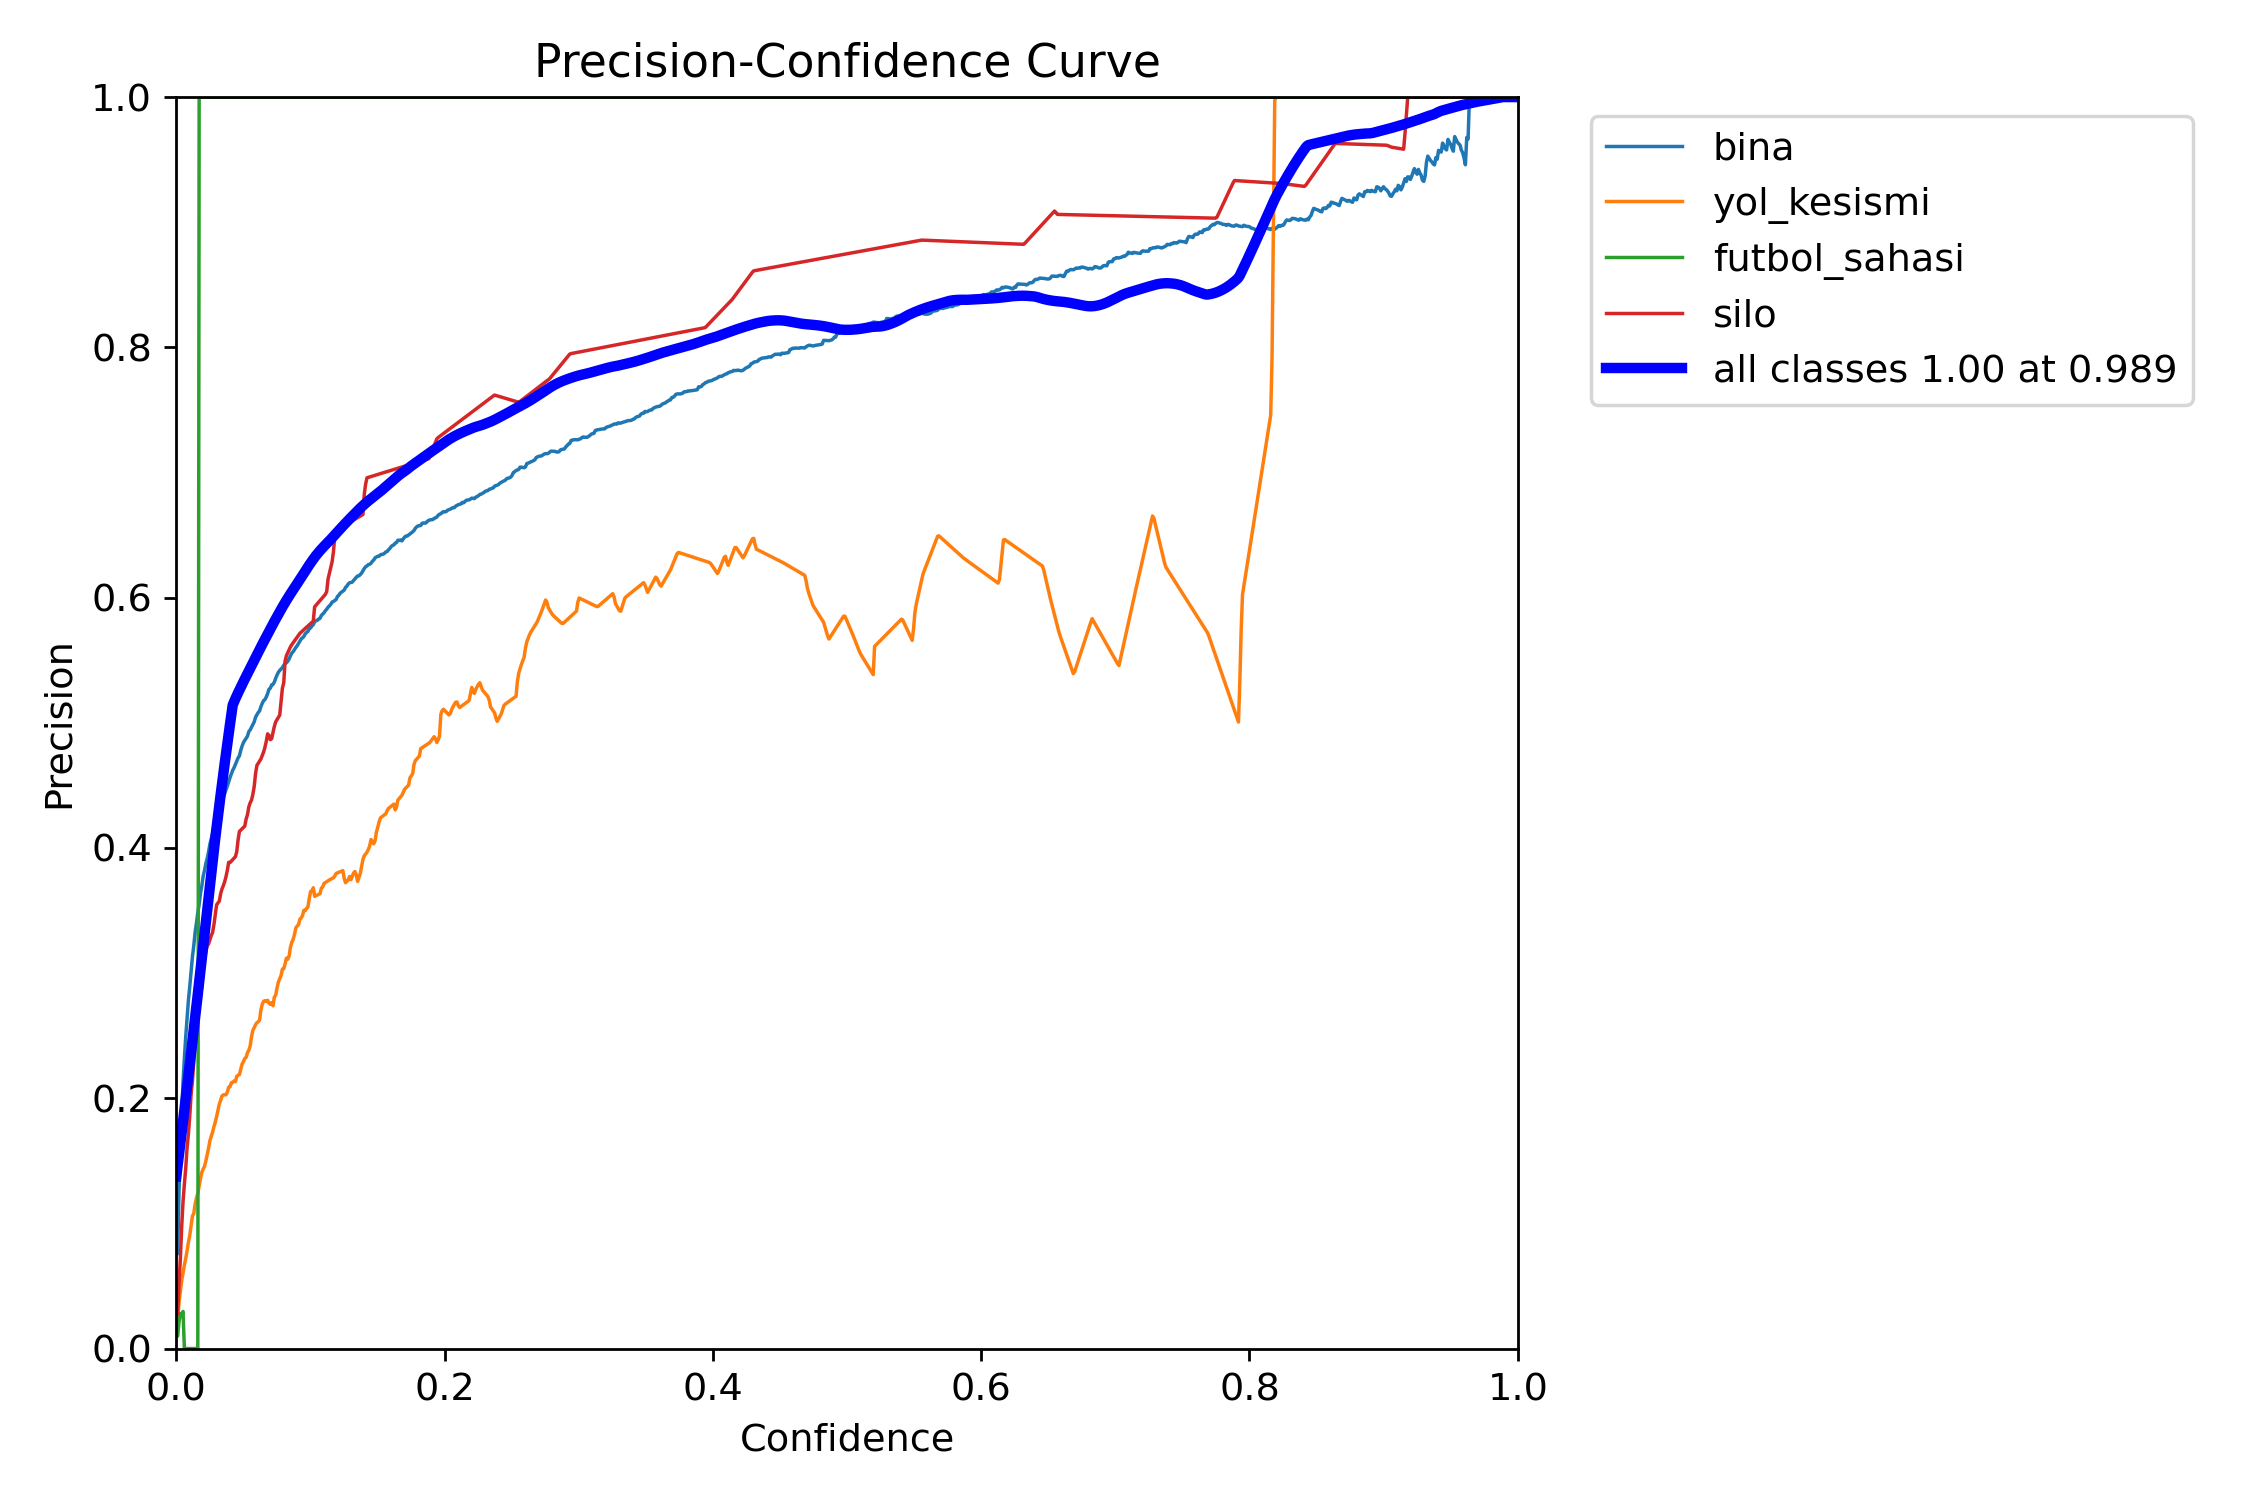 Precision-Confidence Curve
1.0
0.8
0.6
0.4
0.2
0.0
Precision
0.0 0.2 0.4 0.6 0.8 1.0
Confidence
bina
yol_kesismi
futbol_sahasi
silo
all classes 1.00 at 0.989